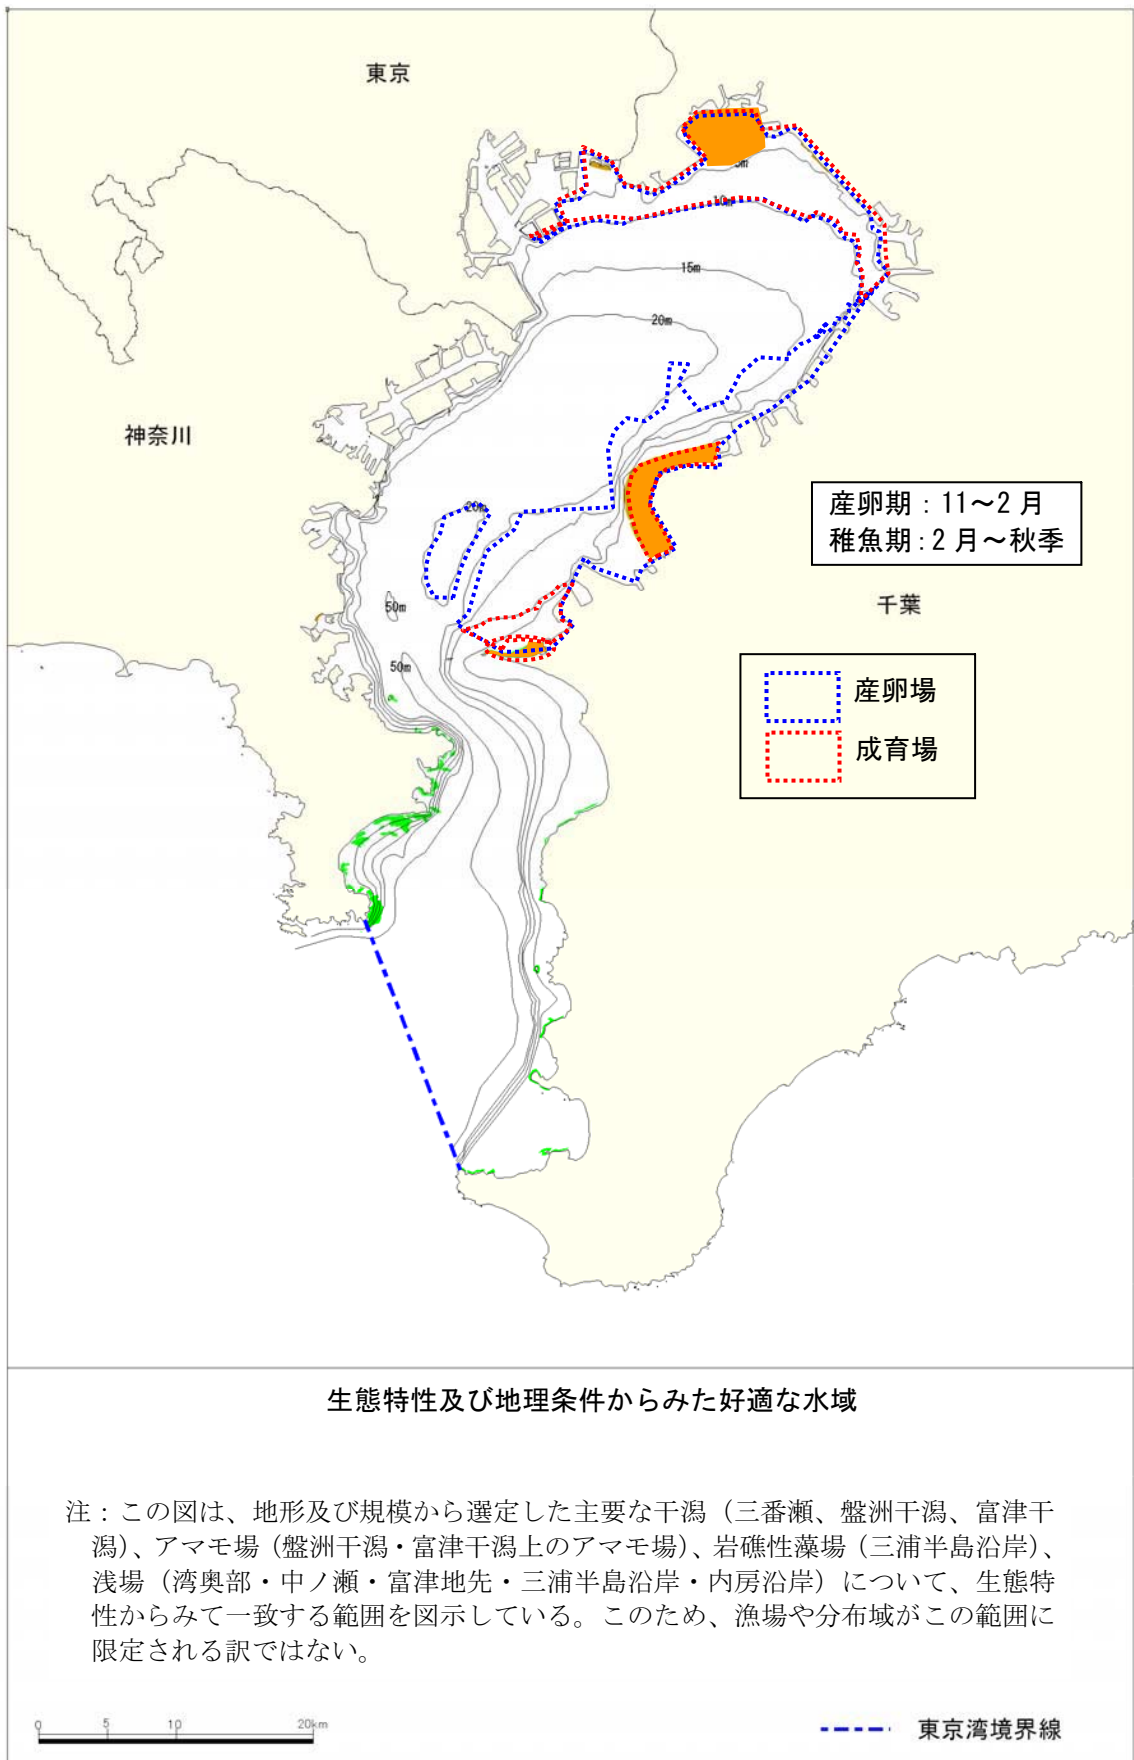 東京
5m
10m
15m
20m
神奈川
産卵期：11～2月
稚魚期：2月～秋季
20m
千葉
50m
50m
産卵場
成育場
生態特性及び地理条件からみた好適な水域
注：この図は、地形及び規模から選定した主要な干潟（三番瀬、盤洲干潟、富津干
潟）、アマモ場（盤洲干潟・富津干潟上のアマモ場）、岩礁性藻場（三浦半島沿岸）、
浅場（湾奥部・中ノ瀬・富津地先・三浦半島沿岸・内房沿岸）について、生態特
性からみて一致する範囲を図示している。このため、漁場や分布域がこの範囲に
限定される訳ではない。
0 5 10 20km
東京湾境界線